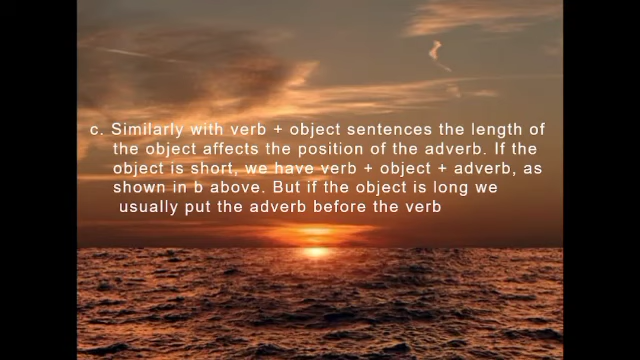 c. Similarly with verb + object sentences the length of
the object affects the position of the adverb. If the
object is short, we have verb + object + adverb, as
shown in b above. But if the object is long we
usually put the adverb before the verb